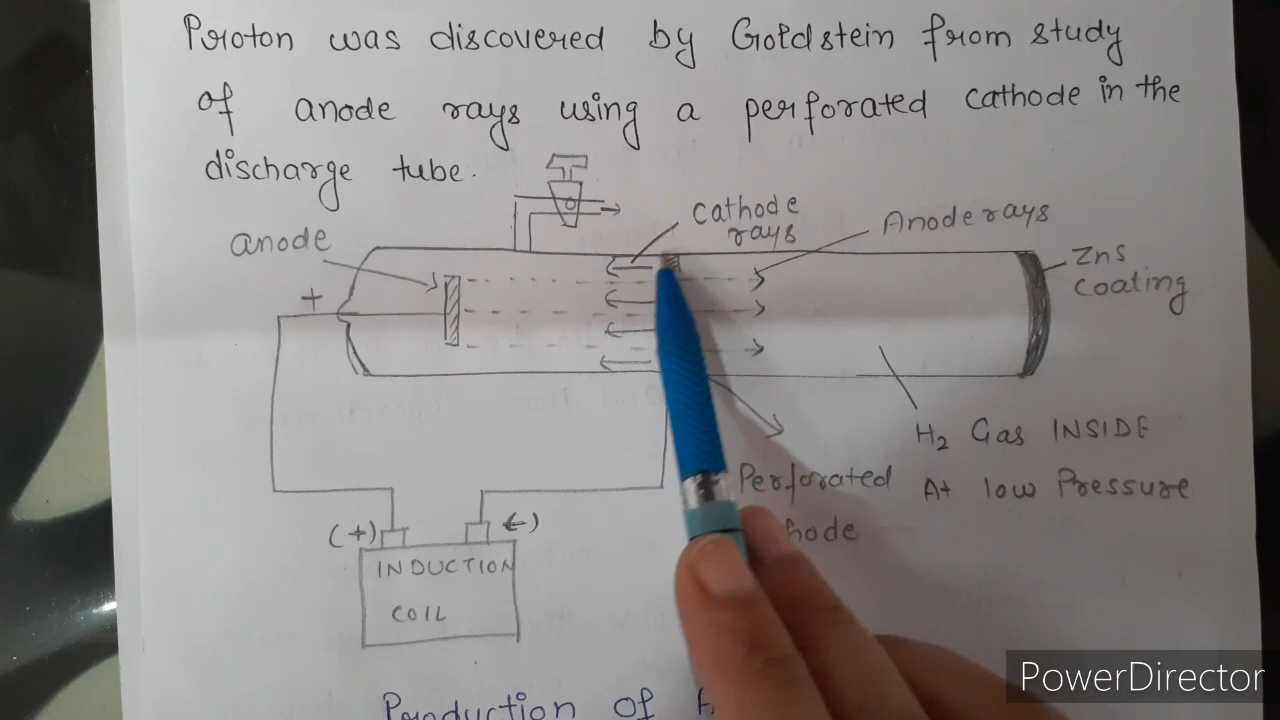 Proton was discovered by Goldstein from study
of anode rays using a perforated cathode in the
discharge tube.
cathode
rays
Anode rays
anode
ZnS
coating
+
H2 Gas INSIDE
At low Pressure
Perforated
hode
(+)
(-)
INDUCTION
COIL
Production of
PowerDirector